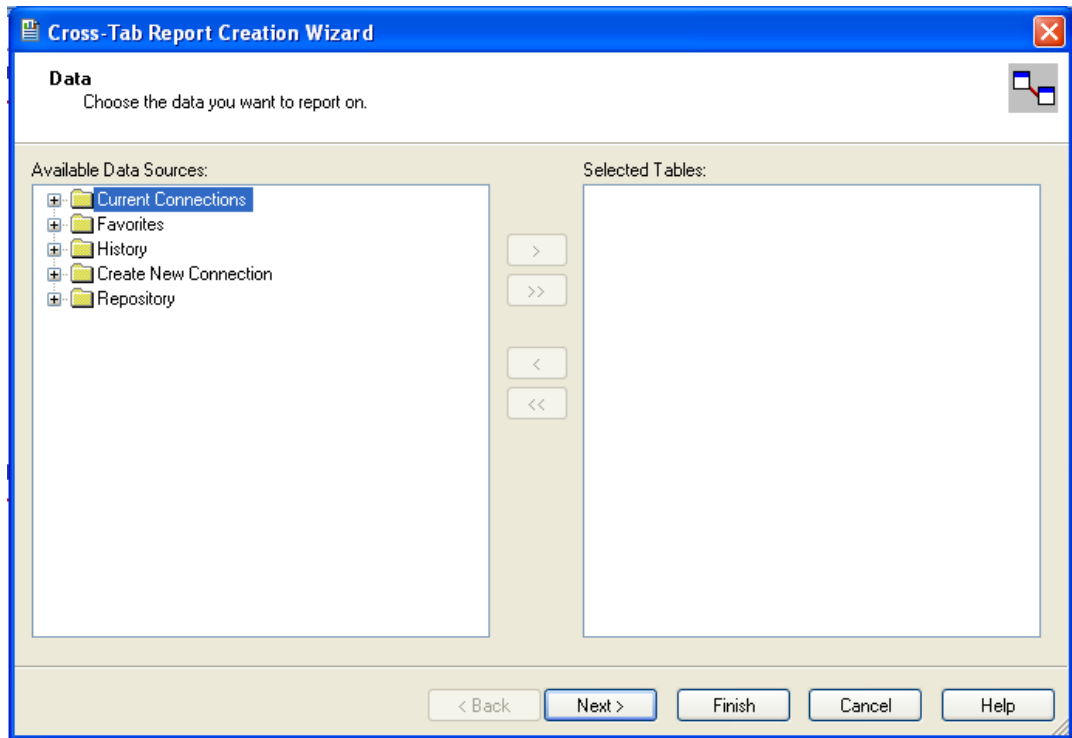 Cross-Tab Report Creation Wizard
Data
Choose the data you want to report on.
Available Data Sources:
Current Connections
Favorites
History
Create New Connection
Repository
>
>>
<
<<
Selected Tables:
< Back
Next >
Finish
Cancel
Help